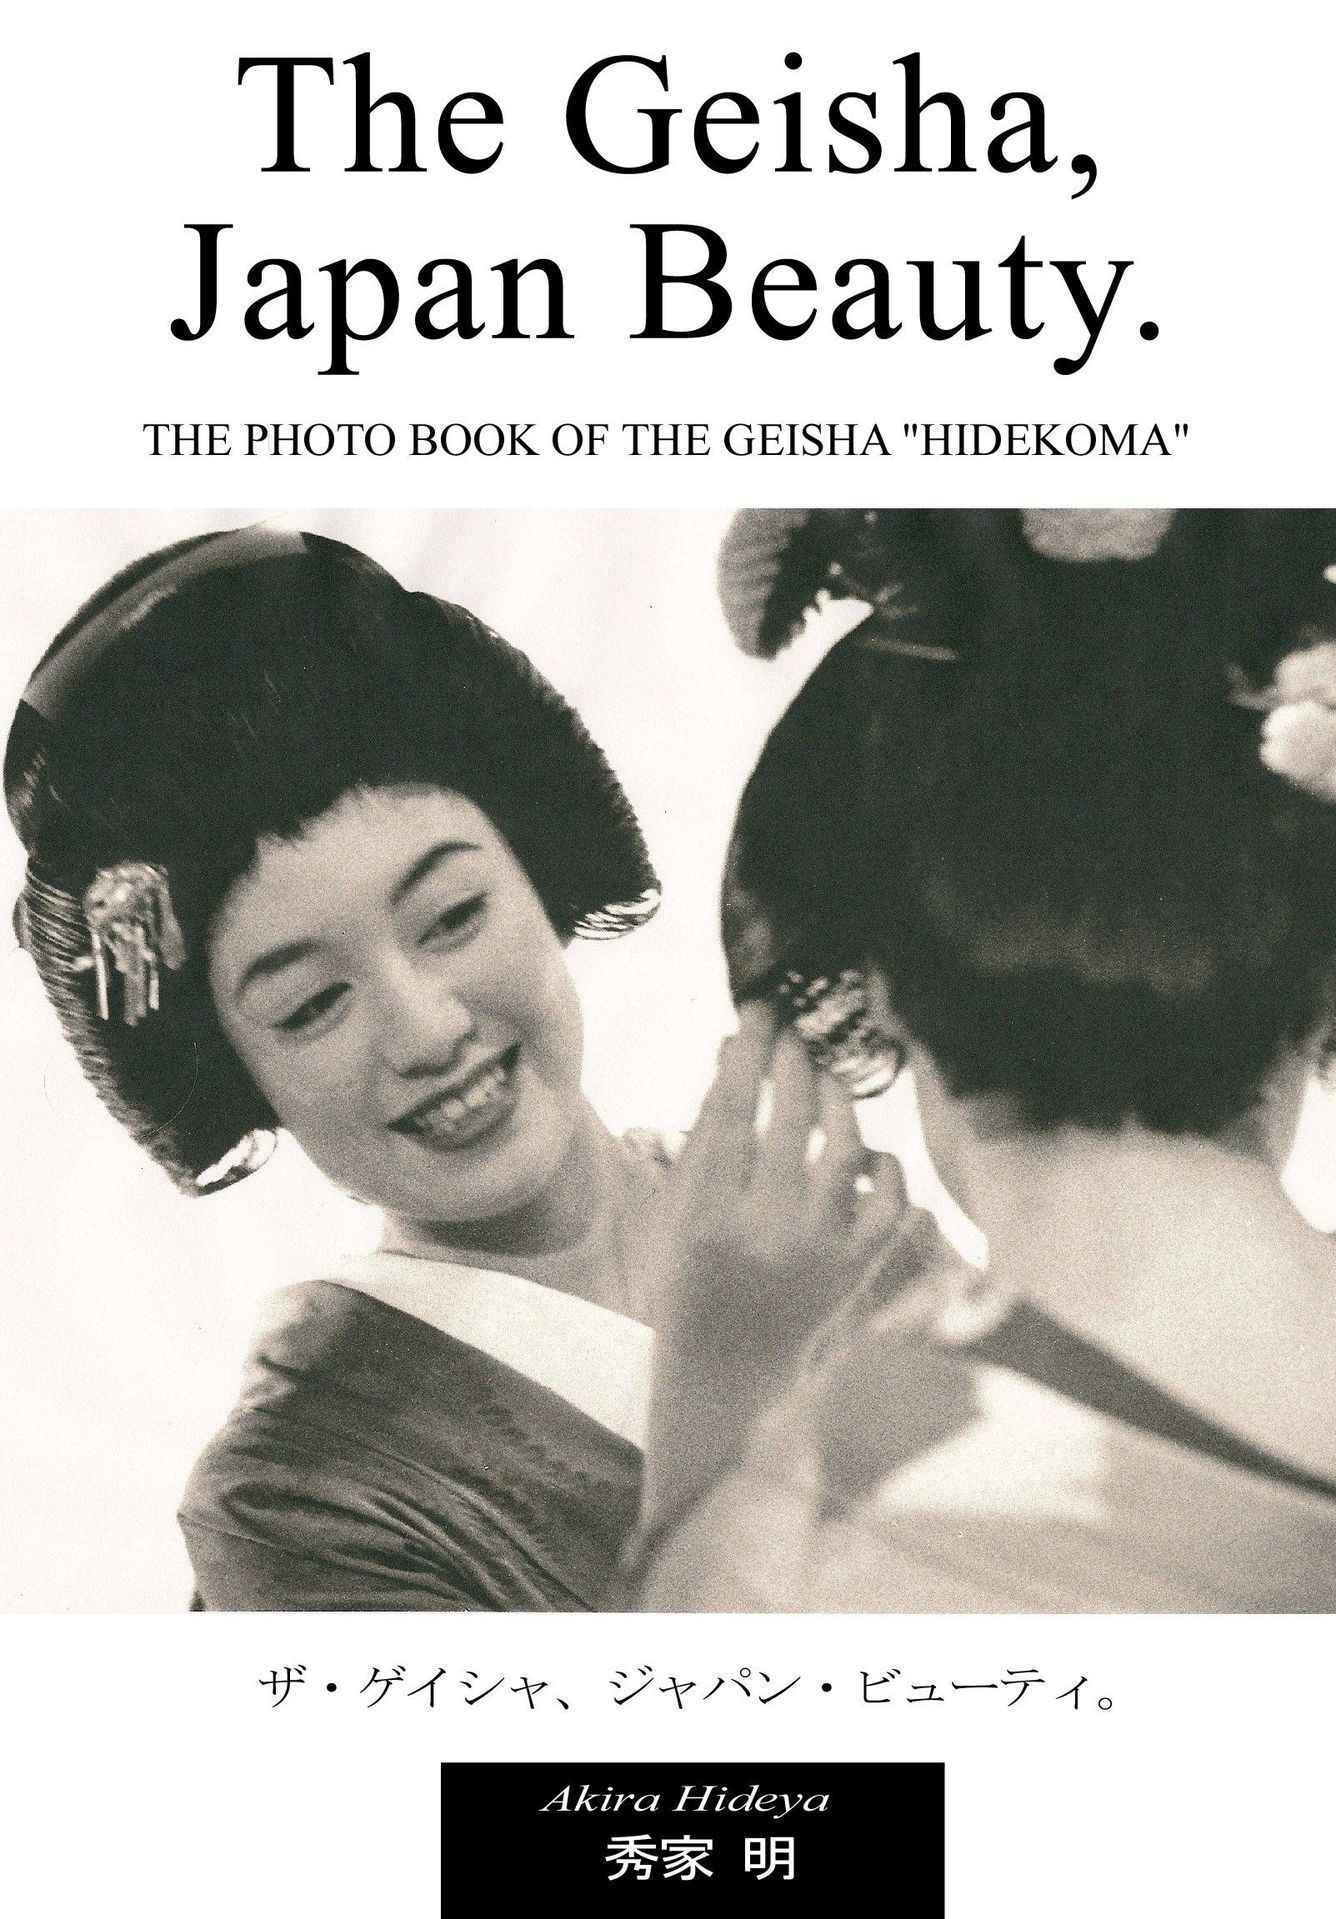 The Geisha,
Japan Beauty.
THE PHOTO BOOK OF THE GEISHA "HIDEKOMA"
ザ・ゲイシャ、ジャパン・ビューティ。
Akira Hideya
秀家 明